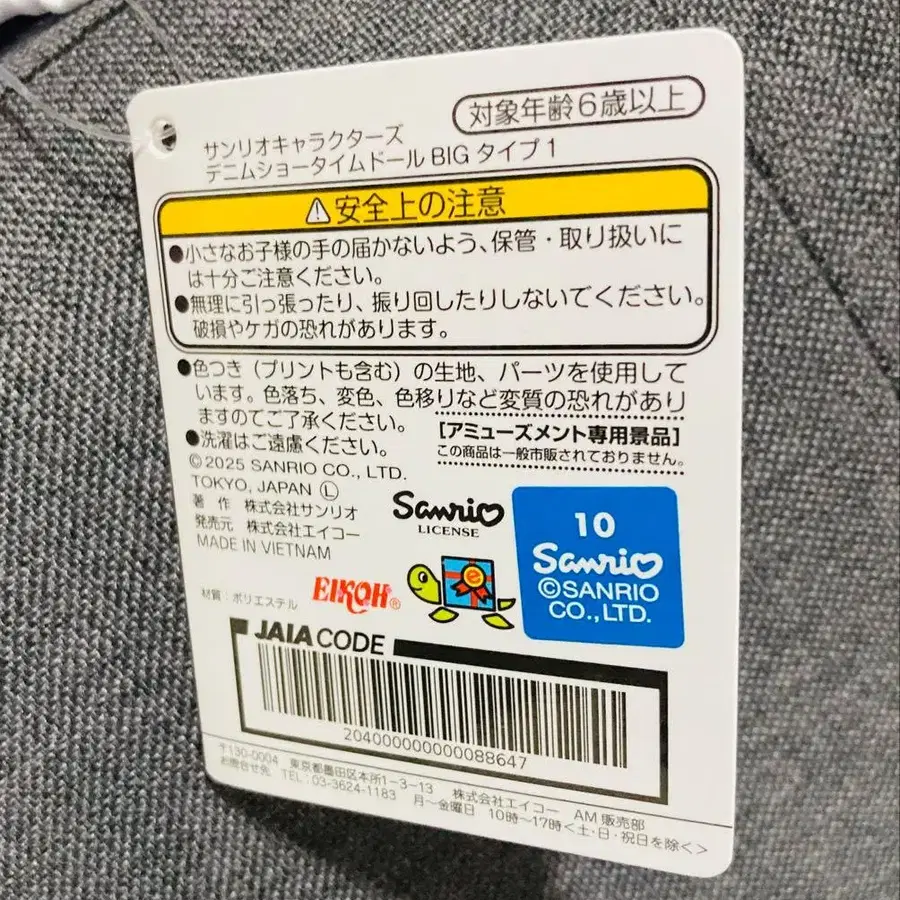 対象年齢6歳以上
サンリオキャラクターズ
デニムショータイムドール BIG タイプ1
⚠安全上の注意
●小さなお子様の手の届かないよう、保管・取り扱いに
は十分ご注意ください。
●無理に引っ張ったり、振り回したりしないでください。
破損やケガの恐れがあります。
●色つき(プリントも含む)の生地、パーツを使用して
います。色落ち、変色、色移りなど変質の恐れがあり
ますのでご了承ください。
●洗濯はご遠慮ください。
[アミューズメント専用景品]
この商品は一般市販されておりません。
©2025 SANRIO CO., LTD.
TOKYO, JAPAN Ⓛ
著 作 株式会社サンリオ
発売元 株式会社エイコー
MADE IN VIETNAM
Sanrio
LICENSE
10
Sanrio
©SANRIO
CO.,LTD.
材質:ポリエステル
EIKOH®
e
JAIA CODE
20400000000088647
〒130-0004 東京都墨田区本所1-3-13 株式会社エイコー AM販売部
お問合せ先 TEL:03-3624-1183 月〜金曜日 10時〜17時<土・日・祝日を除く>